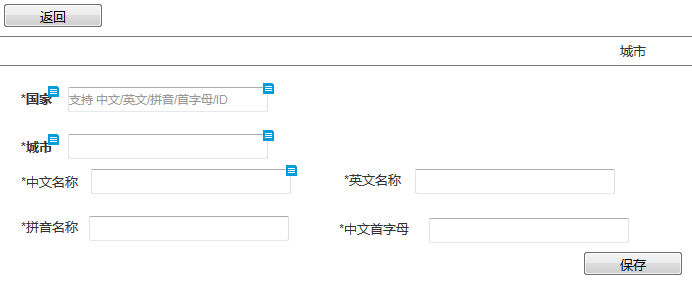 返回
城市
*国家 支持 中文/英文/拼音/首字母/ID
*城市
*中文名称 *英文名称
*拼音名称 *中文首字母
保存